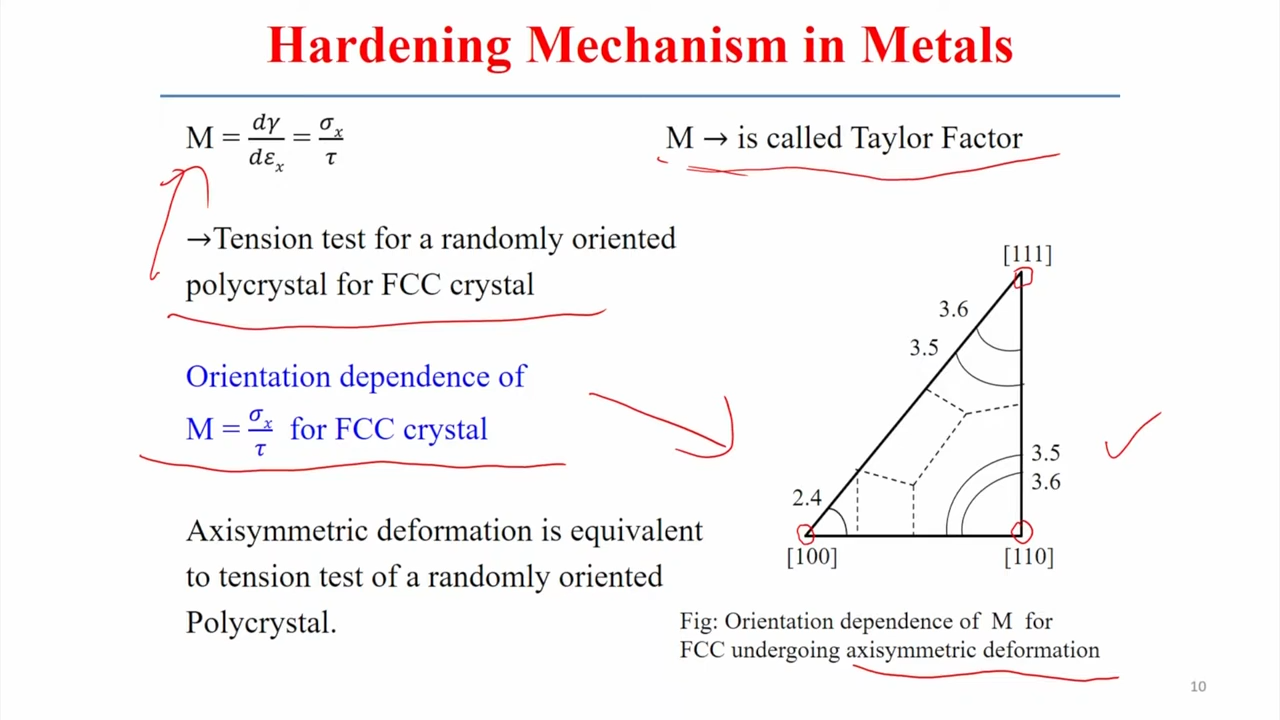 Hardening Mechanism in Metals
M = dγ/dεₓ = σₓ/τ
M → is called Taylor Factor
→Tension test for a randomly oriented
polycrystal for FCC crystal
Orientation dependence of
M = σₓ/τ for FCC crystal
Axisymmetric deformation is equivalent
to tension test of a randomly oriented
Polycrystal.
[111]
3.6
3.5
3.5
3.6
2.4
[100]
[110]
Fig: Orientation dependence of M for
FCC undergoing axisymmetric deformation
10